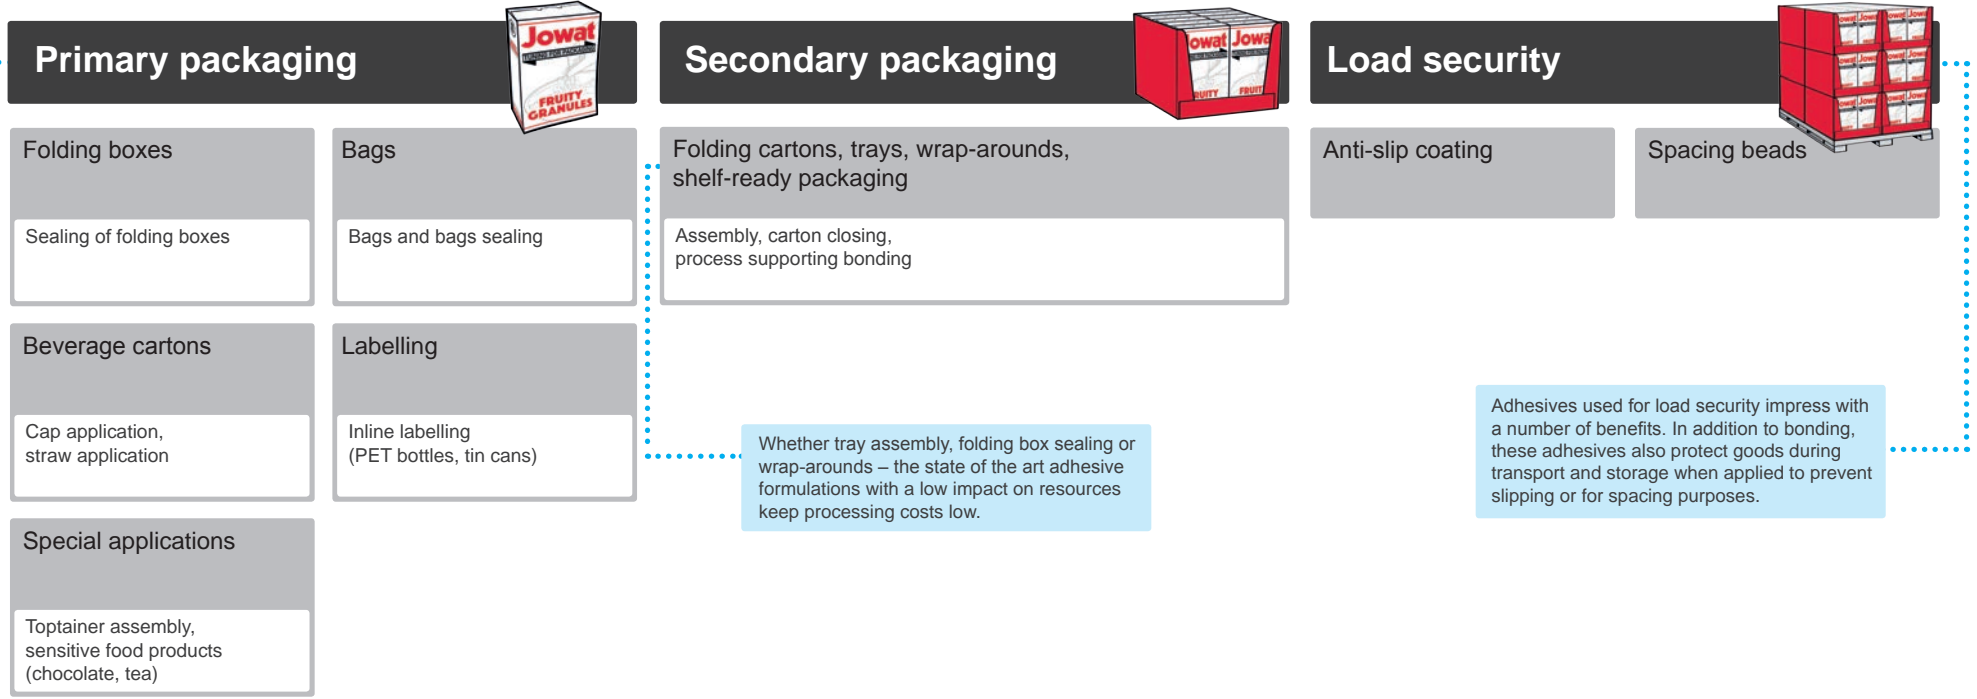 Primary packaging
Jowat
FRUITY
GRANULES
Folding boxes
Sealing of folding boxes
Bags
Bags and bags sealing
Beverage cartons
Cap application,
straw application
Labelling
Inline labelling
(PET bottles, tin cans)
Special applications
Toptainer assembly,
sensitive food products
(chocolate, tea)
Secondary packaging
owat Jowa
RUITY FRUIT
Folding cartons, trays, wrap-arounds,
shelf-ready packaging
Assembly, carton closing,
process supporting bonding
Whether tray assembly, folding box sealing or
wrap-arounds – the state of the art adhesive
formulations with a low impact on resources
keep processing costs low.
Load security
Anti-slip coating
Spacing beads
Adhesives used for load security impress with
a number of benefits. In addition to bonding,
these adhesives also protect goods during
transport and storage when applied to prevent
slipping or for spacing purposes.